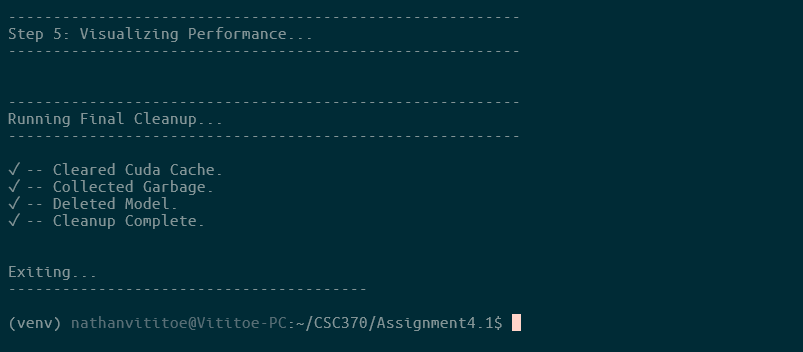 ---------------------------------------------------------
Step 5: Visualizing Performance...
---------------------------------------------------------
---------------------------------------------------------
Running Final Cleanup...
---------------------------------------------------------
✓ -- Cleared Cuda Cache.
✓ -- Collected Garbage.
✓ -- Deleted Model.
✓ -- Cleanup Complete.
Exiting...
----------------------------------------
(venv) nathanvititoe@Vititoe-PC:~/CSC370/Assignment4.1$